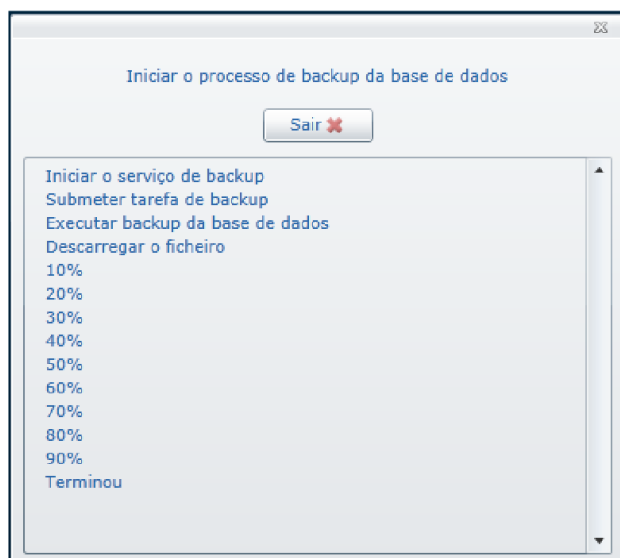 Iniciar o processo de backup da base de dados
Sair
Iniciar o serviço de backup
Submeter tarefa de backup
Executar backup da base de dados
Descarregar o ficheiro
10%
20%
30%
40%
50%
60%
70%
80%
90%
Terminou